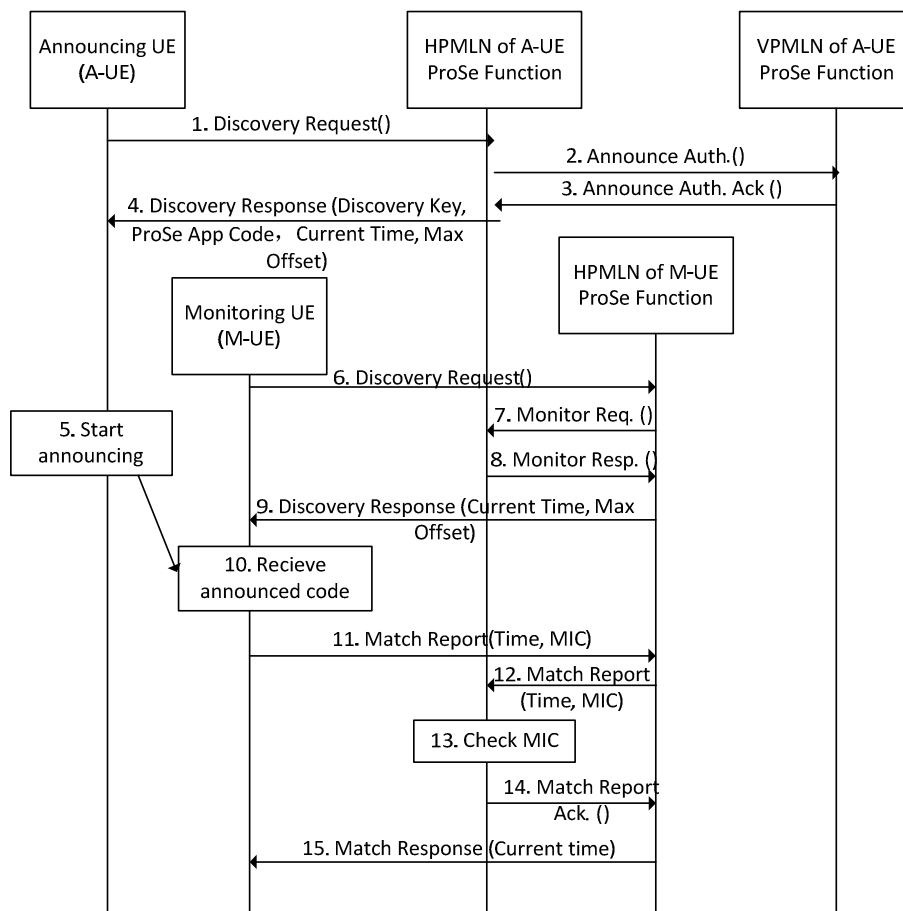 Announcing UE
(A-UE)
HPMLN of A-UE
ProSe Function
VPMLN of A-UE
ProSe Function
1. Discovery Request()
2. Announce Auth.()
3. Announce Auth. Ack ()
4. Discovery Response (Discovery Key,
ProSe App Code， Current Time, Max
Offset)
HPMLN of M-UE
ProSe Function
Monitoring UE
(M-UE)
6. Discovery Request()
5. Start
announcing
7. Monitor Req. ()
8. Monitor Resp. ()
9. Discovery Response (Current Time, Max
Offset)
10. Recieve
announced code
11. Match Report(Time, MIC)
12. Match Report
(Time, MIC)
13. Check MIC
14. Match Report
Ack. ()
15. Match Response (Current time)